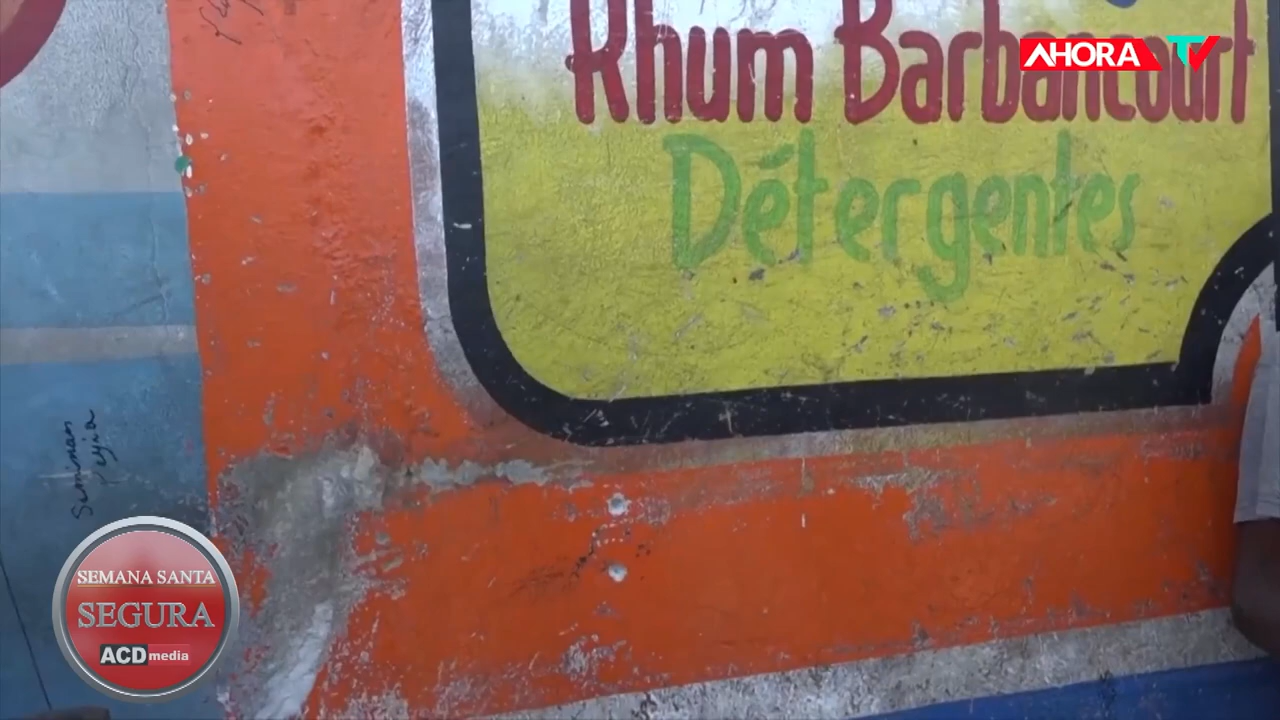 AHORA TV
Rhum Barbancourt
Détergentes
SEMANA SANTA
SEGURA
ACD media